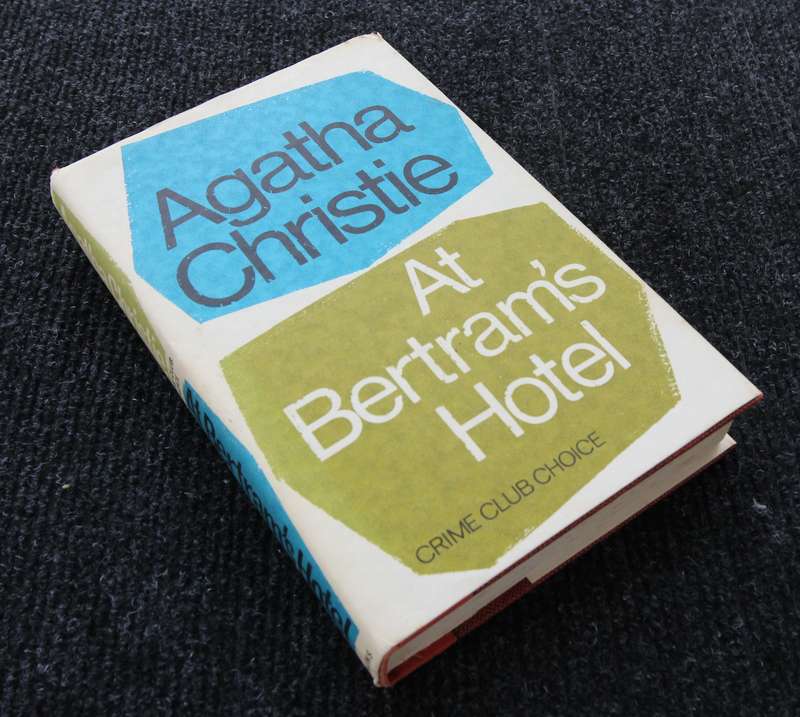 Agatha
Christie
At
Bertram's
Hotel
CRIME CLUB CHOICE
At Bertram's Hotel